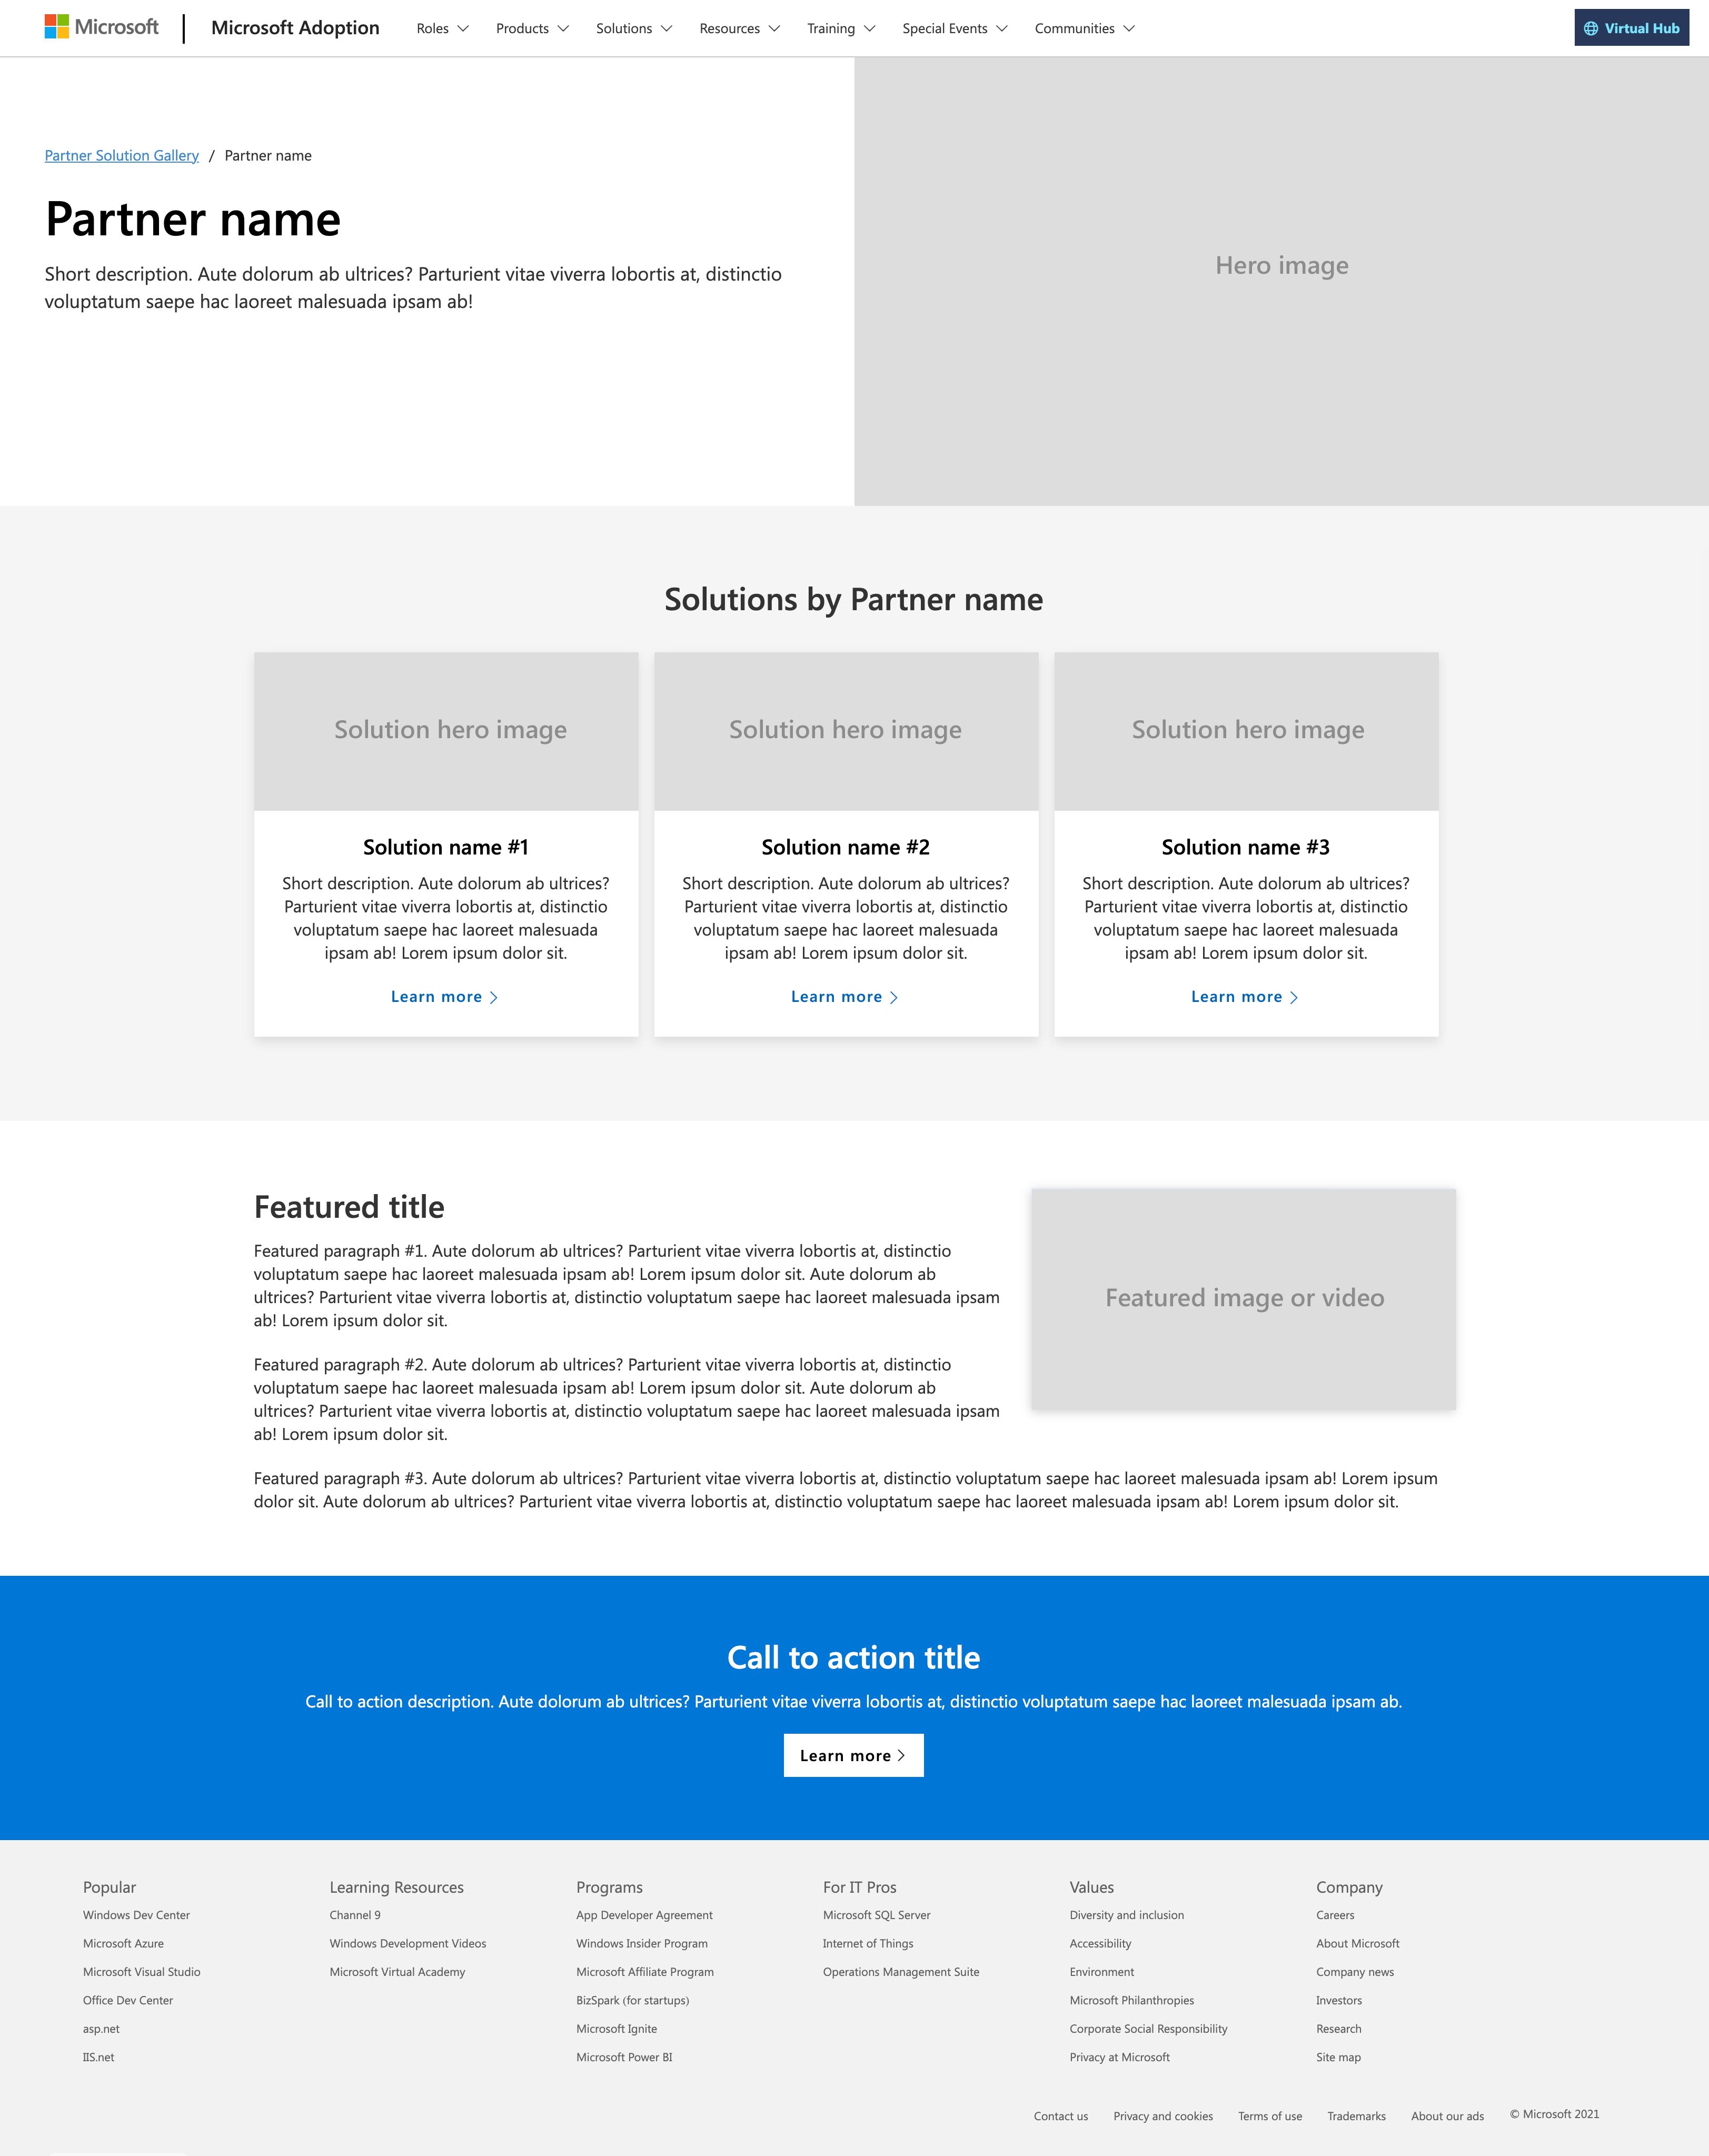 Microsoft
Microsoft Adoption
Roles
Products
Solutions
Resources
Training
Special Events
Communities
Virtual Hub
Partner Solution Gallery / Partner name
Partner name
Short description. Aute dolorum ab ultrices? Parturient vitae viverra lobortis at, distinctio
voluptatum saepe hac laoreet malesuada ipsam ab!
Hero image
Solutions by Partner name
Solution hero image
Solution name #1
Short description. Aute dolorum ab ultrices?
Parturient vitae viverra lobortis at, distinctio
voluptatum saepe hac laoreet malesuada
ipsam ab! Lorem ipsum dolor sit.
Learn more
Solution hero image
Solution name #2
Short description. Aute dolorum ab ultrices?
Parturient vitae viverra lobortis at, distinctio
voluptatum saepe hac laoreet malesuada
ipsam ab! Lorem ipsum dolor sit.
Learn more
Solution hero image
Solution name #3
Short description. Aute dolorum ab ultrices?
Parturient vitae viverra lobortis at, distinctio
voluptatum saepe hac laoreet malesuada
ipsam ab! Lorem ipsum dolor sit.
Learn more
Featured title
Featured paragraph #1. Aute dolorum ab ultrices? Parturient vitae viverra lobortis at, distinctio
voluptatum saepe hac laoreet malesuada ipsam ab! Lorem ipsum dolor sit. Aute dolorum ab
ultrices? Parturient vitae viverra lobortis at, distinctio voluptatum saepe hac laoreet malesuada ipsam
ab! Lorem ipsum dolor sit.
Featured paragraph #2. Aute dolorum ab ultrices? Parturient vitae viverra lobortis at, distinctio
voluptatum saepe hac laoreet malesuada ipsam ab! Lorem ipsum dolor sit. Aute dolorum ab
ultrices? Parturient vitae viverra lobortis at, distinctio voluptatum saepe hac laoreet malesuada ipsam
ab! Lorem ipsum dolor sit.
Featured image or video
Featured paragraph #3. Aute dolorum ab ultrices? Parturient vitae viverra lobortis at, distinctio voluptatum saepe hac laoreet malesuada ipsam ab! Lorem ipsum
dolor sit. Aute dolorum ab ultrices? Parturient vitae viverra lobortis at, distinctio voluptatum saepe hac laoreet malesuada ipsam ab! Lorem ipsum dolor sit.
Call to action title
Call to action description. Aute dolorum ab ultrices? Parturient vitae viverra lobortis at, distinctio voluptatum saepe hac laoreet malesuada ipsam ab.
Learn more
Popular
Windows Dev Center
Microsoft Azure
Microsoft Visual Studio
Office Dev Center
asp.net
IIS.net
Learning Resources
Channel 9
Windows Development Videos
Microsoft Virtual Academy
Programs
App Developer Agreement
Windows Insider Program
Microsoft Affiliate Program
BizSpark (for startups)
Microsoft Ignite
Microsoft Power BI
For IT Pros
Microsoft SQL Server
Internet of Things
Operations Management Suite
Values
Diversity and inclusion
Accessibility
Environment
Microsoft Philanthropies
Corporate Social Responsibility
Privacy at Microsoft
Company
Careers
About Microsoft
Company news
Investors
Research
Site map
Contact us
Privacy and cookies
Terms of use
Trademarks
About our ads
© Microsoft 2021